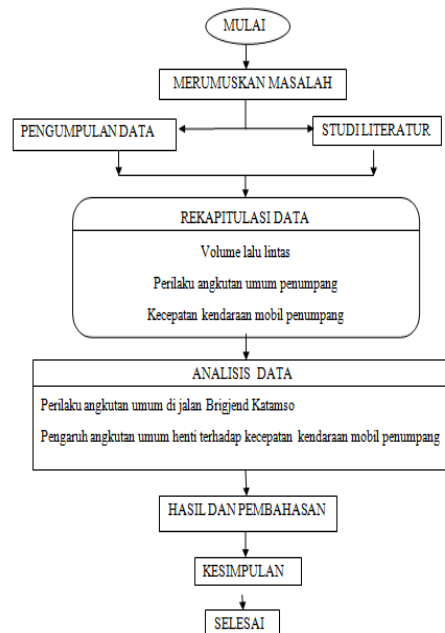 MULAI
MERUMUSKAN MASALAH
PENGUMPULAN DATA
STUDI LITERATUR
REKAPITULASI DATA
Volume lalu lintas
Perilaku angkutan umum penumpang
Kecepatan kendaraan mobil penumpang
ANALISIS DATA
Perilaku angkutan umum di jalan Brigjend Katamso
Pengaruh angkutan umum henti terhadap kecepatan kendaraan mobil penumpang
HASIL DAN PEMBAHASAN
KESIMPULAN
SELESAI